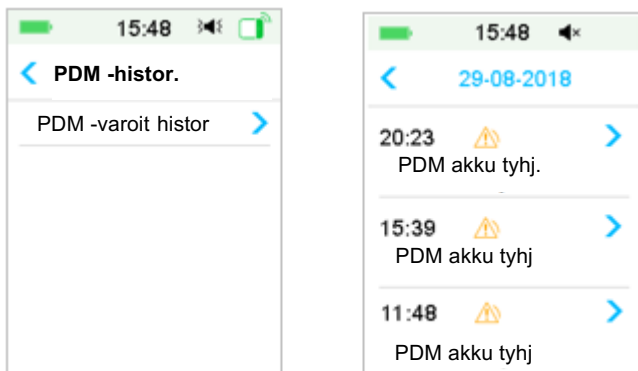 15:48
PDM -histor.
PDM -varoit histor
15:48
29-08-2018
20:23
PDM akku tyhj.
15:39
PDM akku tyhj
11:48
PDM akku tyhj